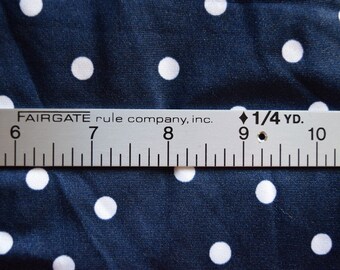 FAIRGATE rule company, inc. ♦ 1/4 YD.
6 7 8 9 10